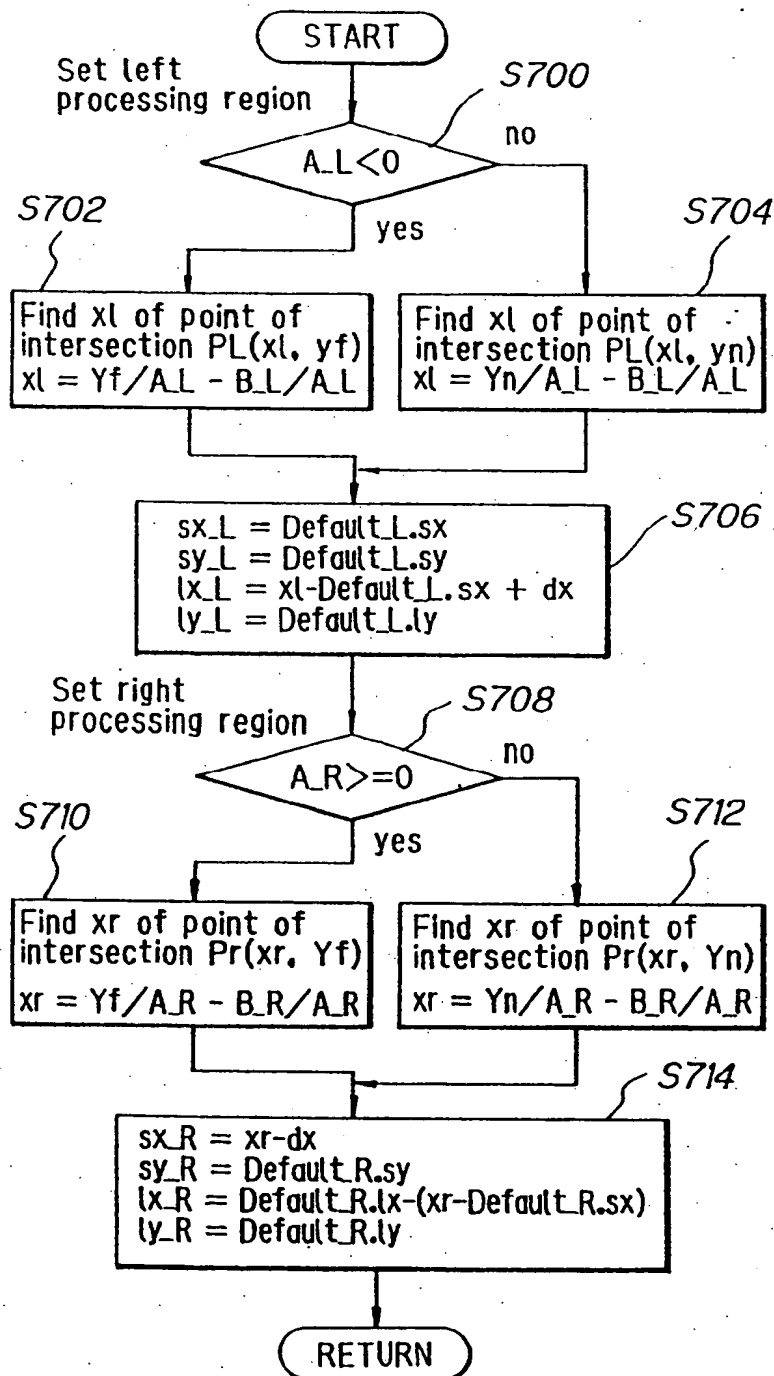 START
Set left
processing region
S700
A_L<0
no
yes
S702
S704
Find xl of point of
intersection PL(xl, yf)
xl = Yf/A_L - B_L/A_L
Find xl of point of
intersection PL(xl, yn)
xl = Yn/A_L - B_L/A_L
S706
sx_L = Default_L.sx
sy_L = Default_L.sy
lx_L = xl-Default_L.sx + dx
ly_L = Default_L.ly
Set right
processing region
S708
A_R>=0
no
yes
S710
S712
Find xr of point of
intersection Pr(xr, Yf)
xr = Yf/A_R - B_R/A_R
Find xr of point of
intersection Pr(xr, Yn)
xr = Yn/A_R - B_R/A_R
S714
sx_R = xr-dx
sy_R = Default_R.sy
lx_R = Default_R.lx-(xr-Default_R.sx)
ly_R = Default_R.ly
RETURN